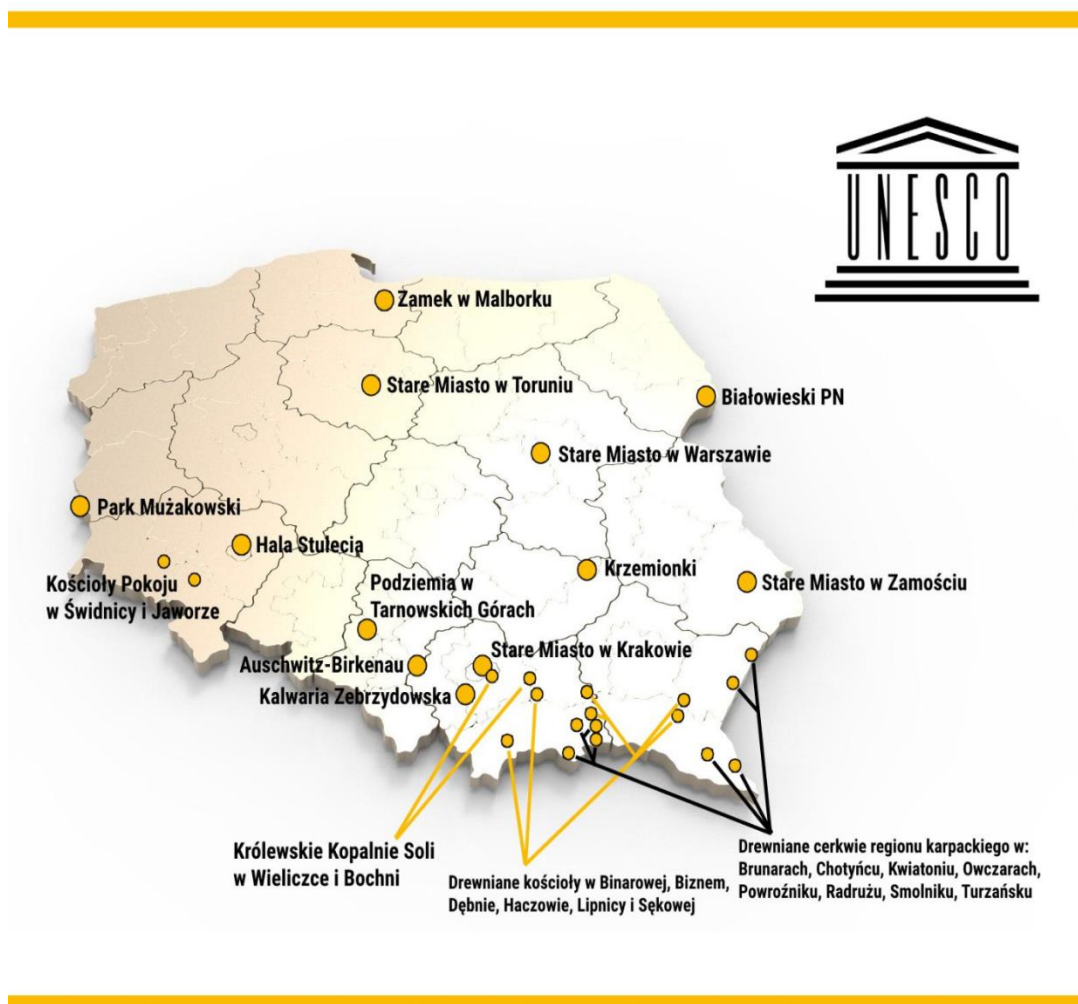 UNESCO
Zamek w Malborku
Stare Miasto w Toruniu
Białowieski PN
Stare Miasto w Warszawie
Park Mużakowski
Hala Stulecia
Kościoły Pokoju
w Świdnicy i Jaworze
Podziemia w
Tarnowskich Górach
Krzemionki
Stare Miasto w Zamościu
Stare Miasto w Krakowie
Auschwitz-Birkenau
Kalwaria Zebrzydowska
Królewskie Kopalnie Soli
w Wieliczce i Bochni
Drewniane kościoły w Binarowej, Biznem,
Dębnie, Haczowie, Lipnicy i Sękowej
Drewniane cerkwie regionu karpackiego w:
Brunarach, Chotyńcu, Kwiatoniu, Owczarach,
Powroźniku, Radrużu, Smolniku, Turzańsku